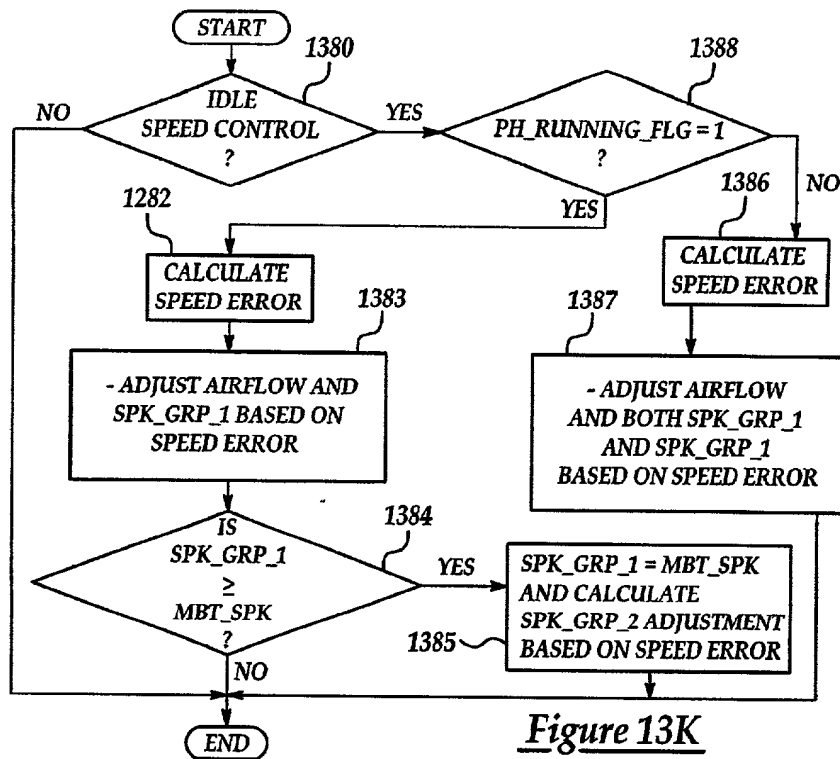 START
1380
IDLE
SPEED CONTROL
?
NO
YES
1388
PH_RUNNING_FLG = 1
?
NO
YES
1282
CALCULATE
SPEED ERROR
1386
CALCULATE
SPEED ERROR
1383
- ADJUST AIRFLOW AND
SPK_GRP_1 BASED ON
SPEED ERROR
1387
- ADJUST AIRFLOW
AND BOTH SPK_GRP_1
AND SPK_GRP_1
BASED ON SPEED ERROR
1384
IS
SPK_GRP_1
≥
MBT_SPK
?
YES
NO
SPK_GRP_1 = MBT_SPK
AND CALCULATE
SPK_GRP_2 ADJUSTMENT
BASED ON SPEED ERROR
1385
END
Figure 13K